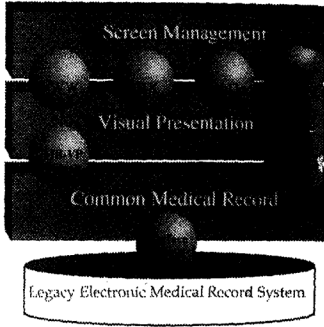 Screen Management
Visual Presentation
Common Medical Record
Legacy Electronic Medical Record System